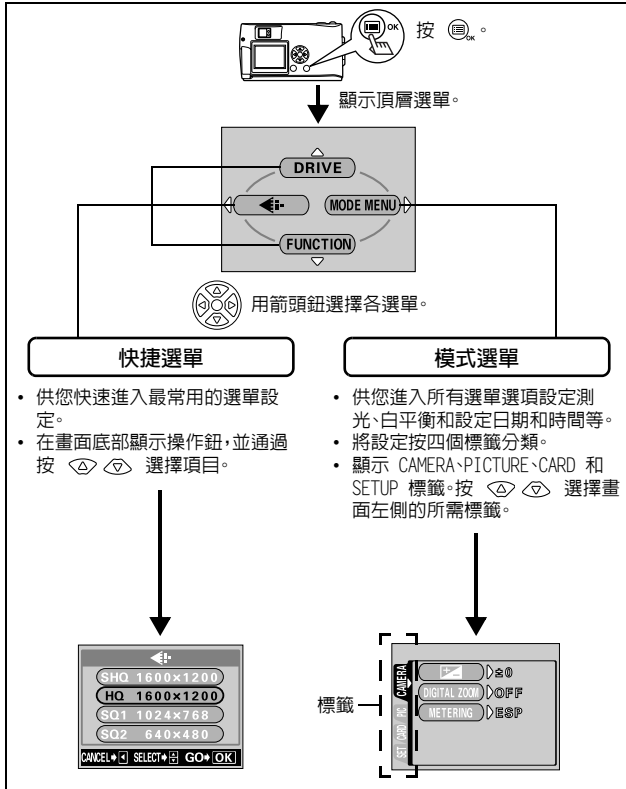 OK
按 OK。
顯示頂層選單。
DRIVE
MODE MENU
FUNCTION
用箭頭鈕選擇各選單。
快捷選單
• 供您快速進入最常用的選單設
定。
• 在畫面底部顯示操作鈕,並通過
按 選擇項目。
模式選單
• 供您進入所有選單選項設定測
光、白平衡和設定日期和時間等。
• 將設定按四個標籤分類。
• 顯示 CAMERA、PICTURE、CARD 和
SETUP 標籤。按 選擇畫
面左側的所需標籤。
SHQ 1600×1200
HQ 1600×1200
SQ1 1024×768
SQ2 640×480
CANCEL SELECT GO OK
標籤
CAMERA
PIC
CARD
SET
±0
DIGITAL ZOOM OFF
METERING ESP